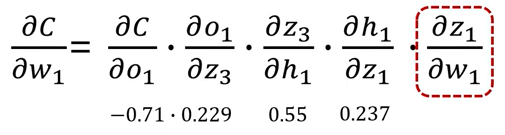 ∂C/∂w₁ = ∂C/∂o₁ · ∂o₁/∂z₃ · ∂z₃/∂h₁ · ∂h₁/∂z₁ · ∂z₁/∂w₁
−0.71 · 0.229 0.55 0.237